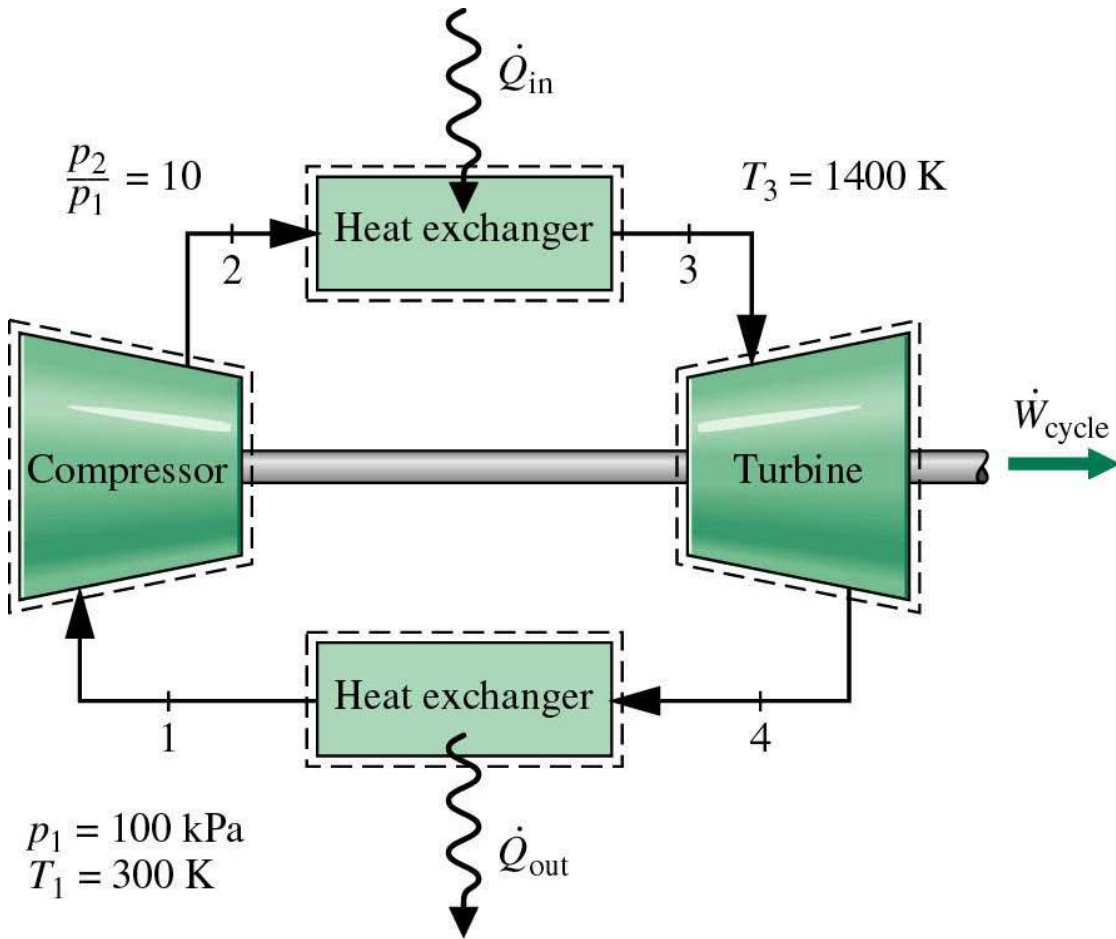 Q̇in
p2/p1 = 10
T3 = 1400 K
Heat exchanger
2
3
Ẇcycle
Compressor
Turbine
Heat exchanger
1
4
p1 = 100 kPa
T1 = 300 K
Q̇out